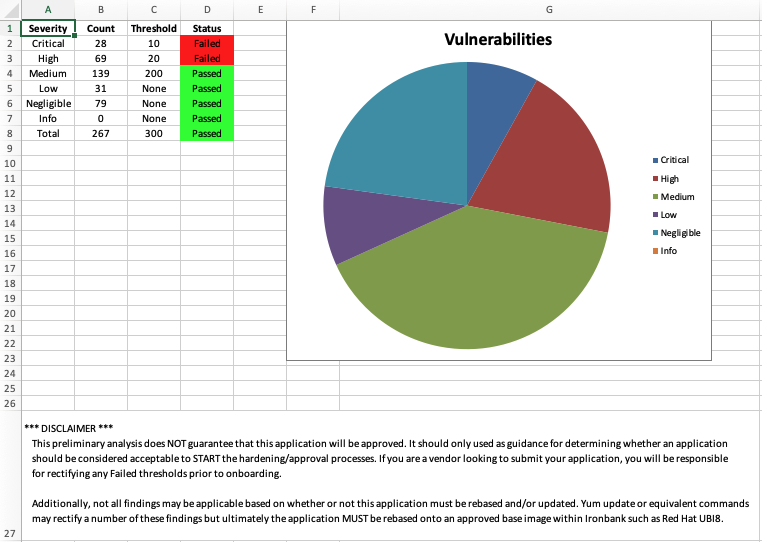 A B C D E F G
1 Severity Count Threshold Status
2 Critical 28 10 Failed
3 High 69 20 Failed
4 Medium 139 200 Passed
5 Low 31 None Passed
6 Negligible 79 None Passed
7 Info 0 None Passed
8 Total 267 300 Passed
9
10
11
12
13
14
15
16
17
18
19
20
21
22
23
24
25
26
27
Vulnerabilities
Critical
High
Medium
Low
Negligible
Info
*** DISCLAIMER ***
This preliminary analysis does NOT guarantee that this application will be approved. It should only used as guidance for determining whether an application
should be considered acceptable to START the hardening/approval processes. If you are a vendor looking to submit your application, you will be responsible
for rectifying any Failed thresholds prior to onboarding.
Additionally, not all findings may be applicable based on whether or not this application must be rebased and/or updated. Yum update or equivalent commands
may rectify a number of these findings but ultimately the application MUST be rebased onto an approved base image within Ironbank such as Red Hat UBI8.